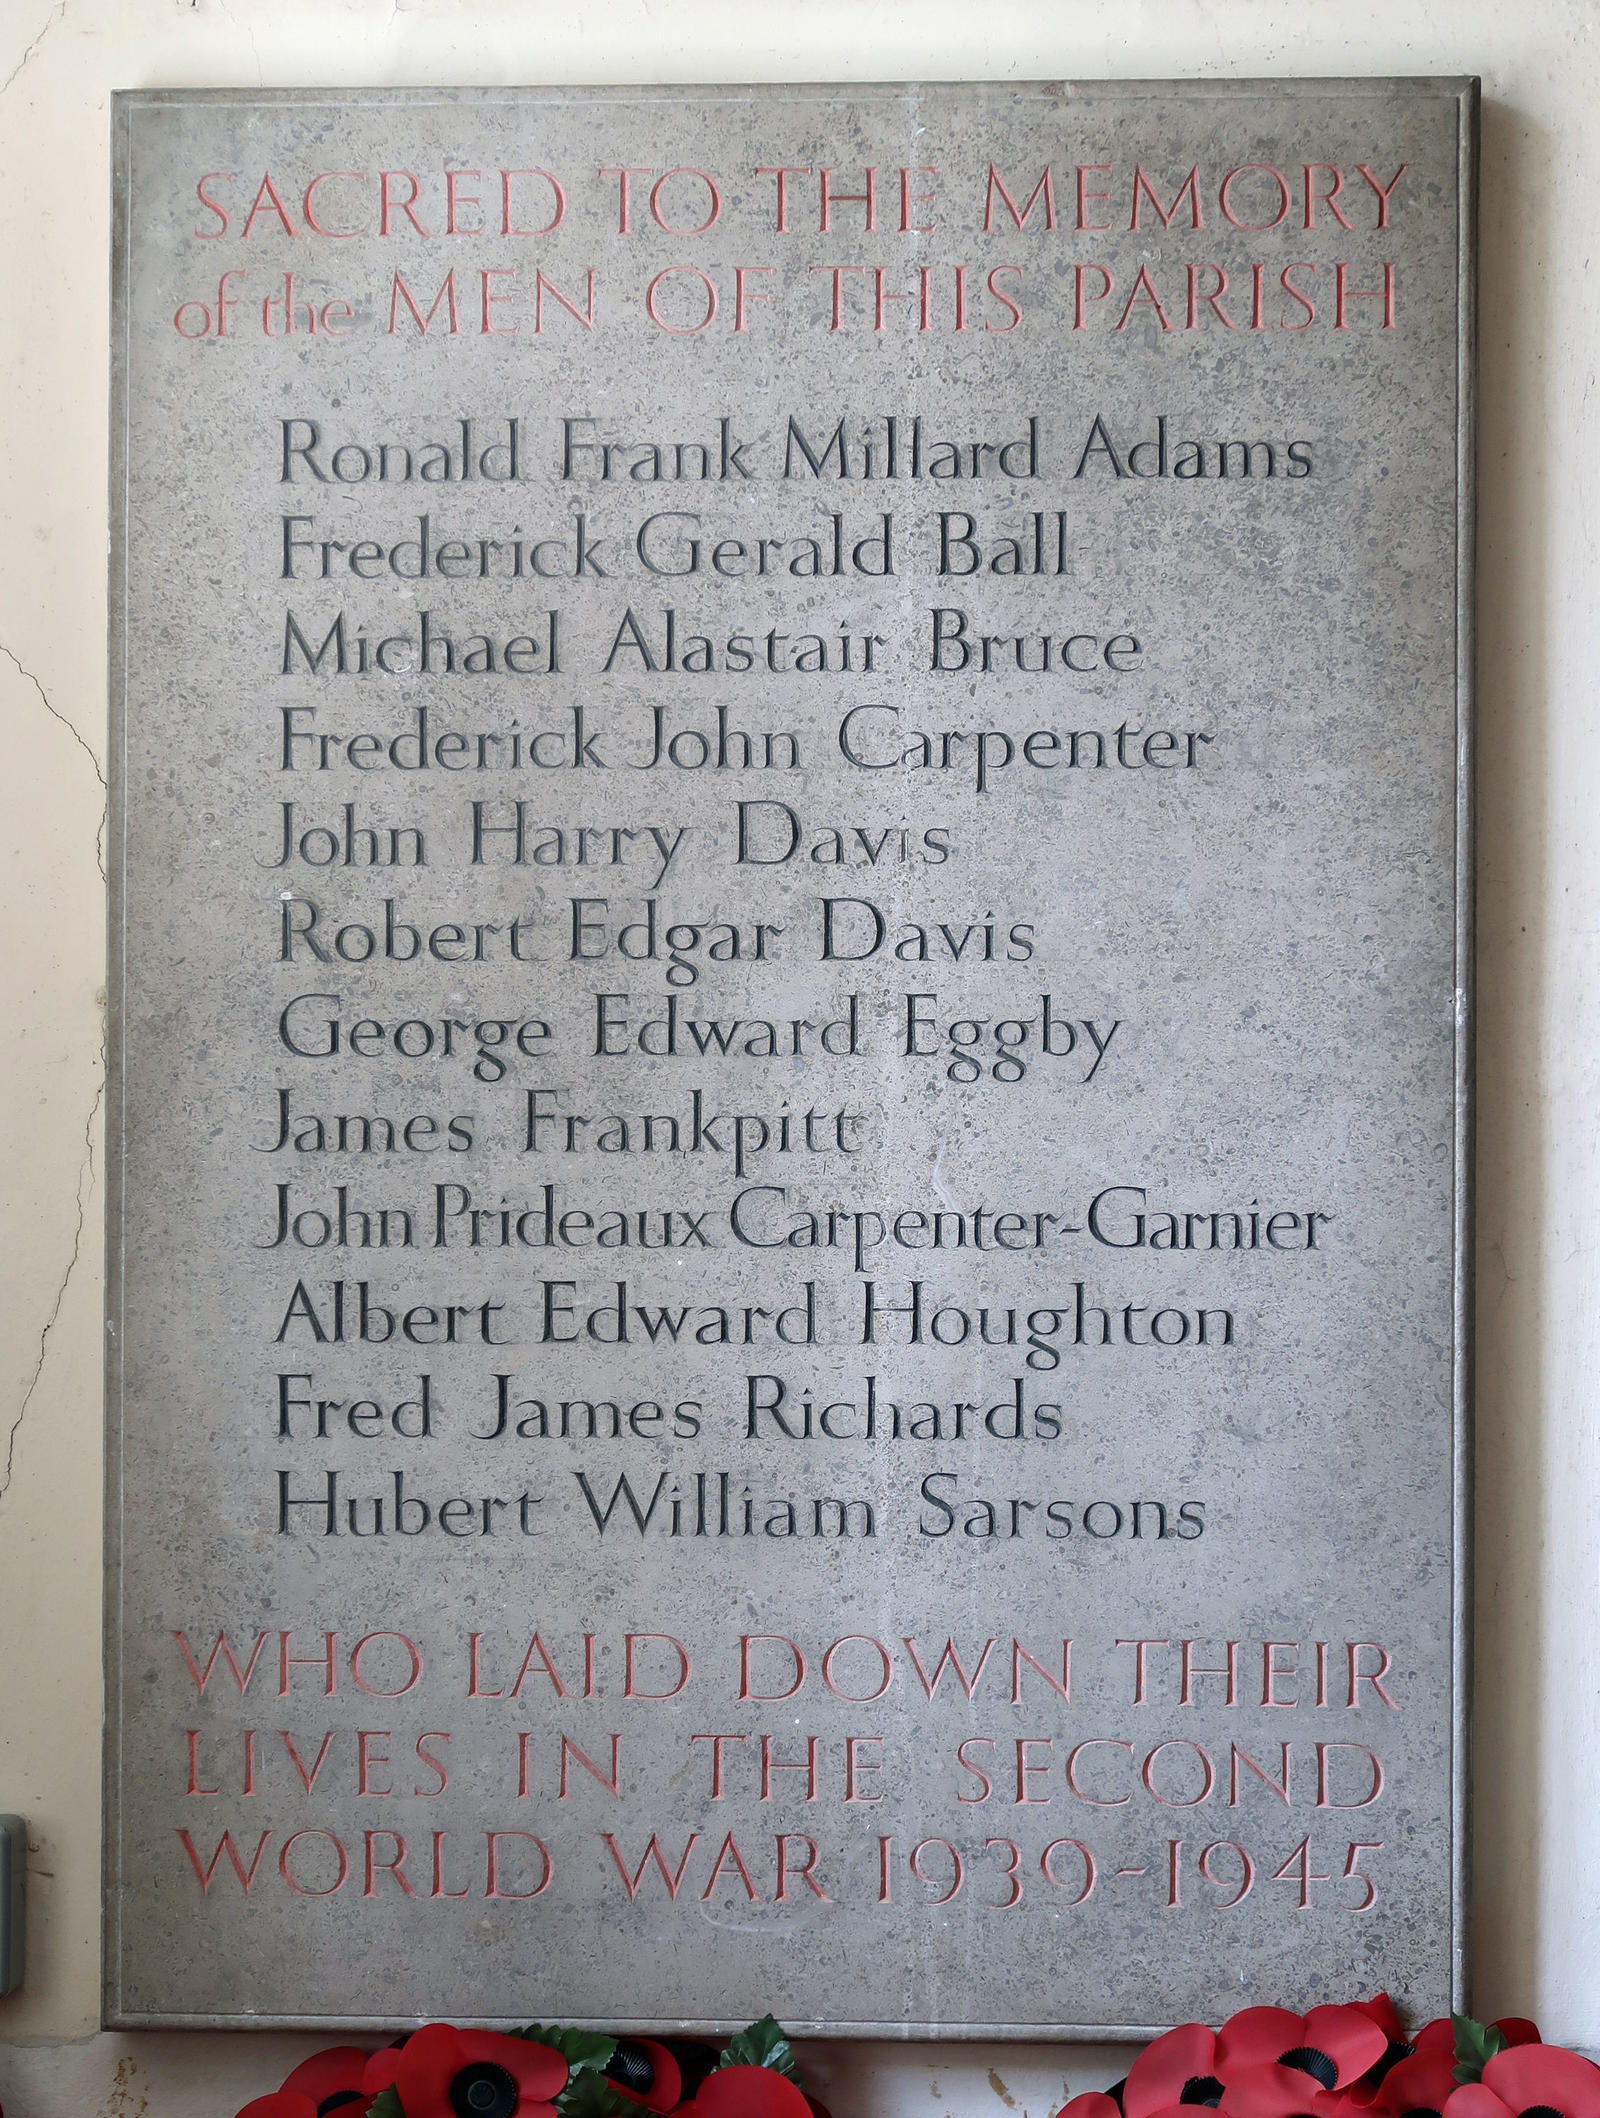 SACRED TO THE MEMORY
of the MEN OF THIS PARISH
Ronald Frank Millard Adams
Frederick Gerald Ball
Michael Alastair Bruce
Frederick John Carpenter
John Harry Davis
Robert Edgar Davis
George Edward Eggby
James Frankpitt
John Prideaux Carpenter-Garnier
Albert Edward Houghton
Fred James Richards
Hubert William Sarsons
WHO LAID DOWN THEIR
LIVES IN THE SECOND
WORLD WAR 1939-1945